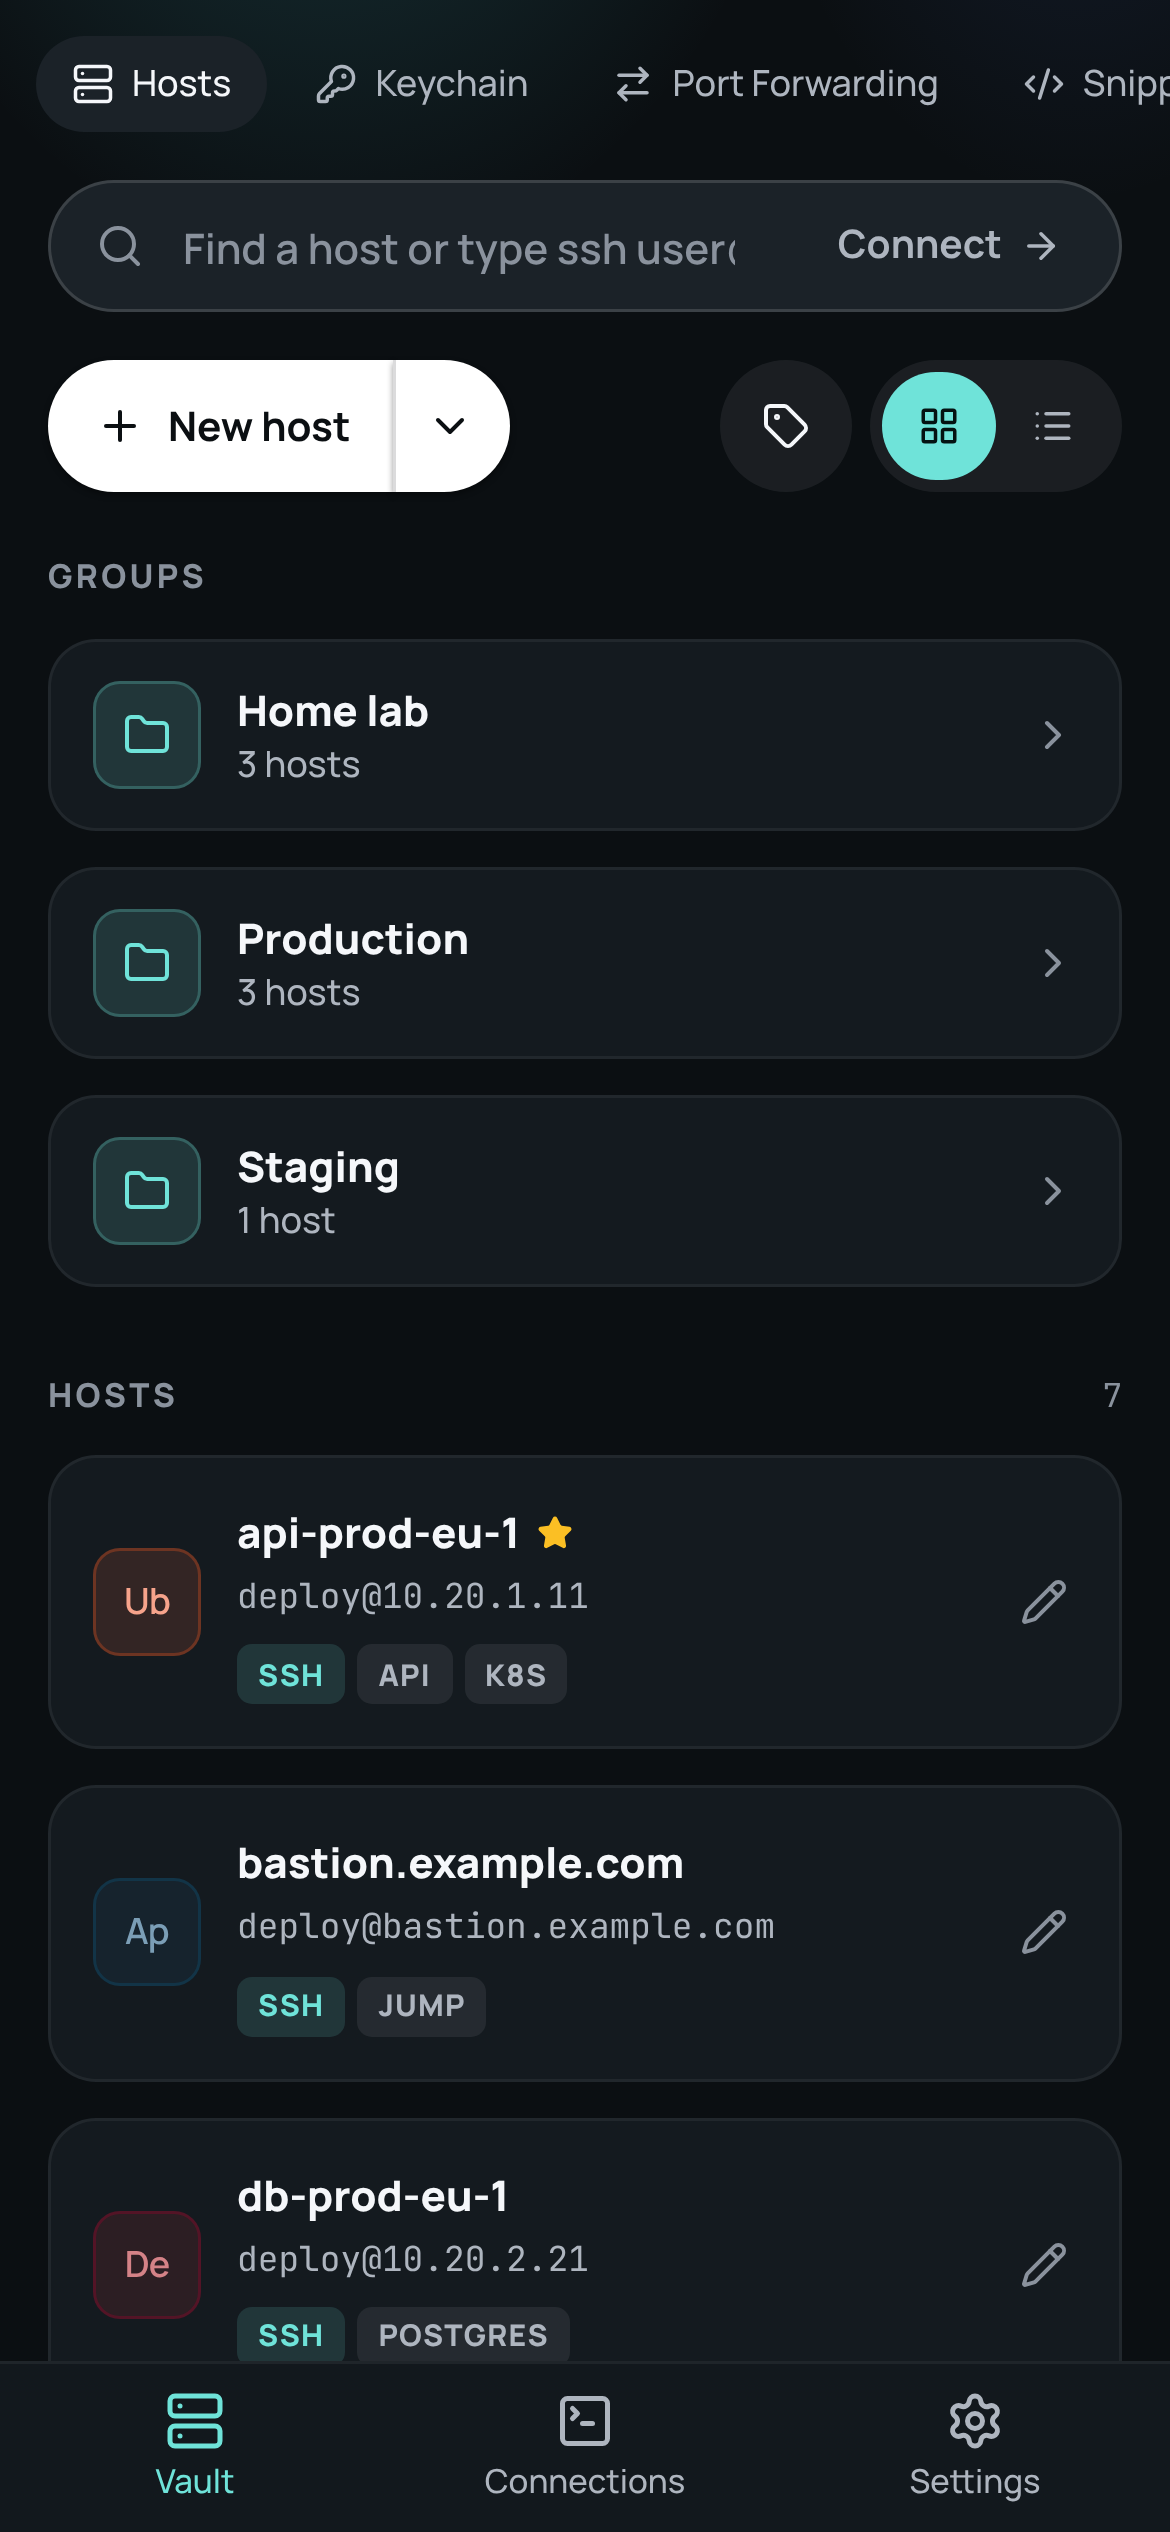 Hosts
Keychain
Port Forwarding
Snipp
Find a host or type ssh user
Connect
New host
GROUPS
Home lab
3 hosts
Production
3 hosts
Staging
1 host
HOSTS
7
api-prod-eu-1
Ub
deploy@10.20.1.11
SSH API K8S
bastion.example.com
Ap
deploy@bastion.example.com
SSH JUMP
db-prod-eu-1
De
deploy@10.20.2.21
SSH POSTGRES
Vault
Connections
Settings